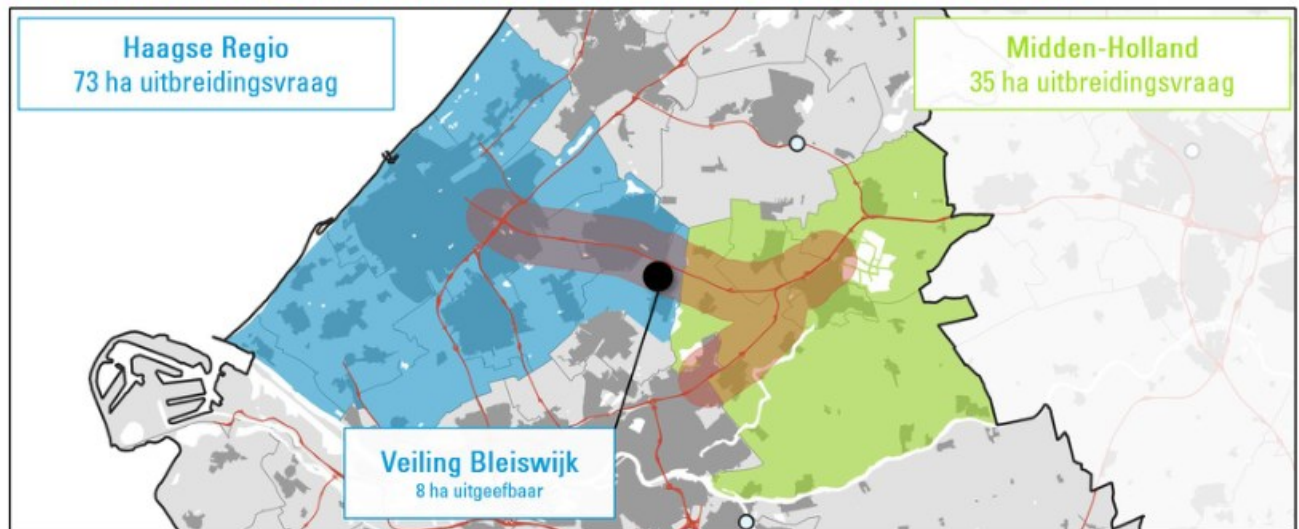 Haagse Regio
73 ha uitbreidingsvraag
Midden-Holland
35 ha uitbreidingsvraag
Veiling Bleiswijk
8 ha uitgeefbaar